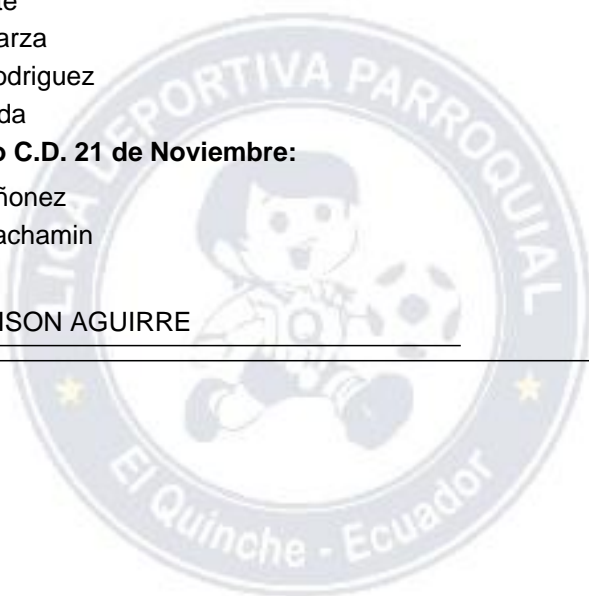 te
arza
odriguez
da
o C.D. 21 de Noviembre:
ñonez
achamin
ISON AGUIRRE
LIGA DEPORTIVA PARROQUIAL
Q
El Quinche - Ecuador